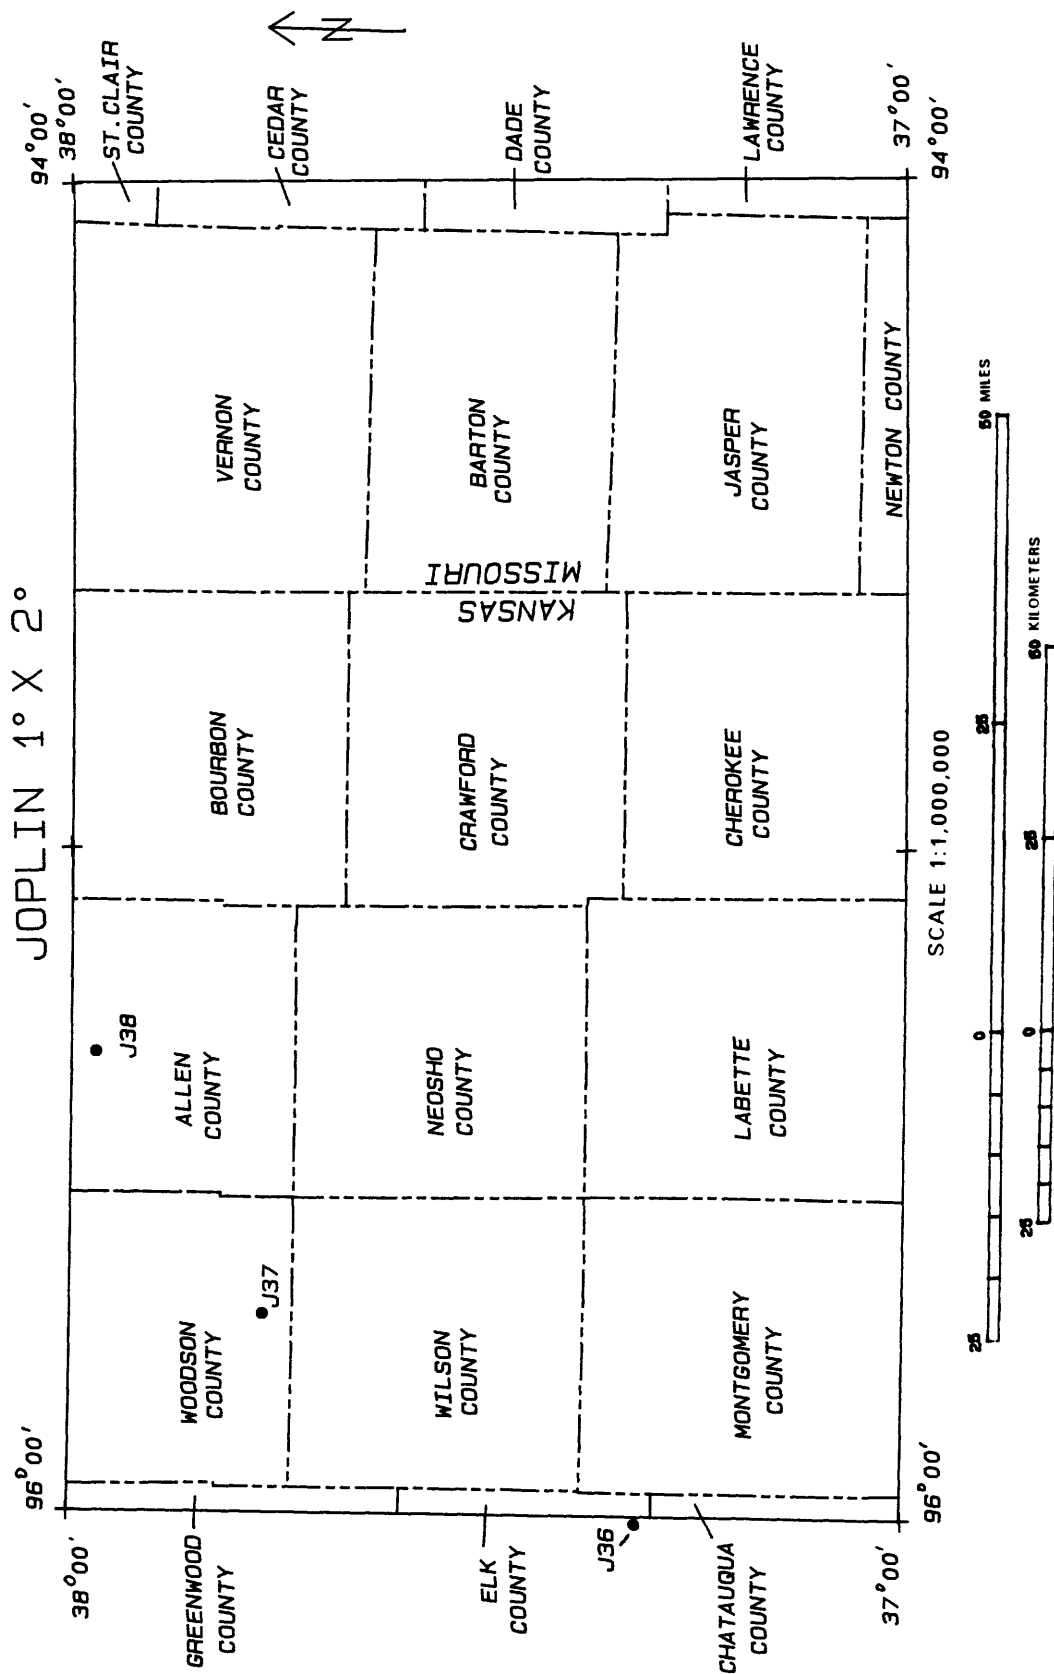 JOPLIN 1° X 2°
96°00'
94°00'
38°00'
38°00'
GREENWOOD
COUNTY
WOODSON
COUNTY
J37
ALLEN
COUNTY
J38
BOURBON
COUNTY
VERNON
COUNTY
ST. CLAIR
COUNTY
CEDAR
COUNTY
N
ELK
COUNTY
WILSON
COUNTY
NEOSHO
COUNTY
CRAWFORD
COUNTY
KANSAS
MISSOURI
BARTON
COUNTY
DADE
COUNTY
J36
CHATAUQUA
COUNTY
MONTGOMERY
COUNTY
LABETTE
COUNTY
CHEROKEE
COUNTY
JASPER
COUNTY
LAWRENCE
COUNTY
NEWTON COUNTY
37°00'
37°00'
96°00'
94°00'
SCALE 1:1,000,000
25 0 25 50 MILES
25 0 25 50 KILOMETERS